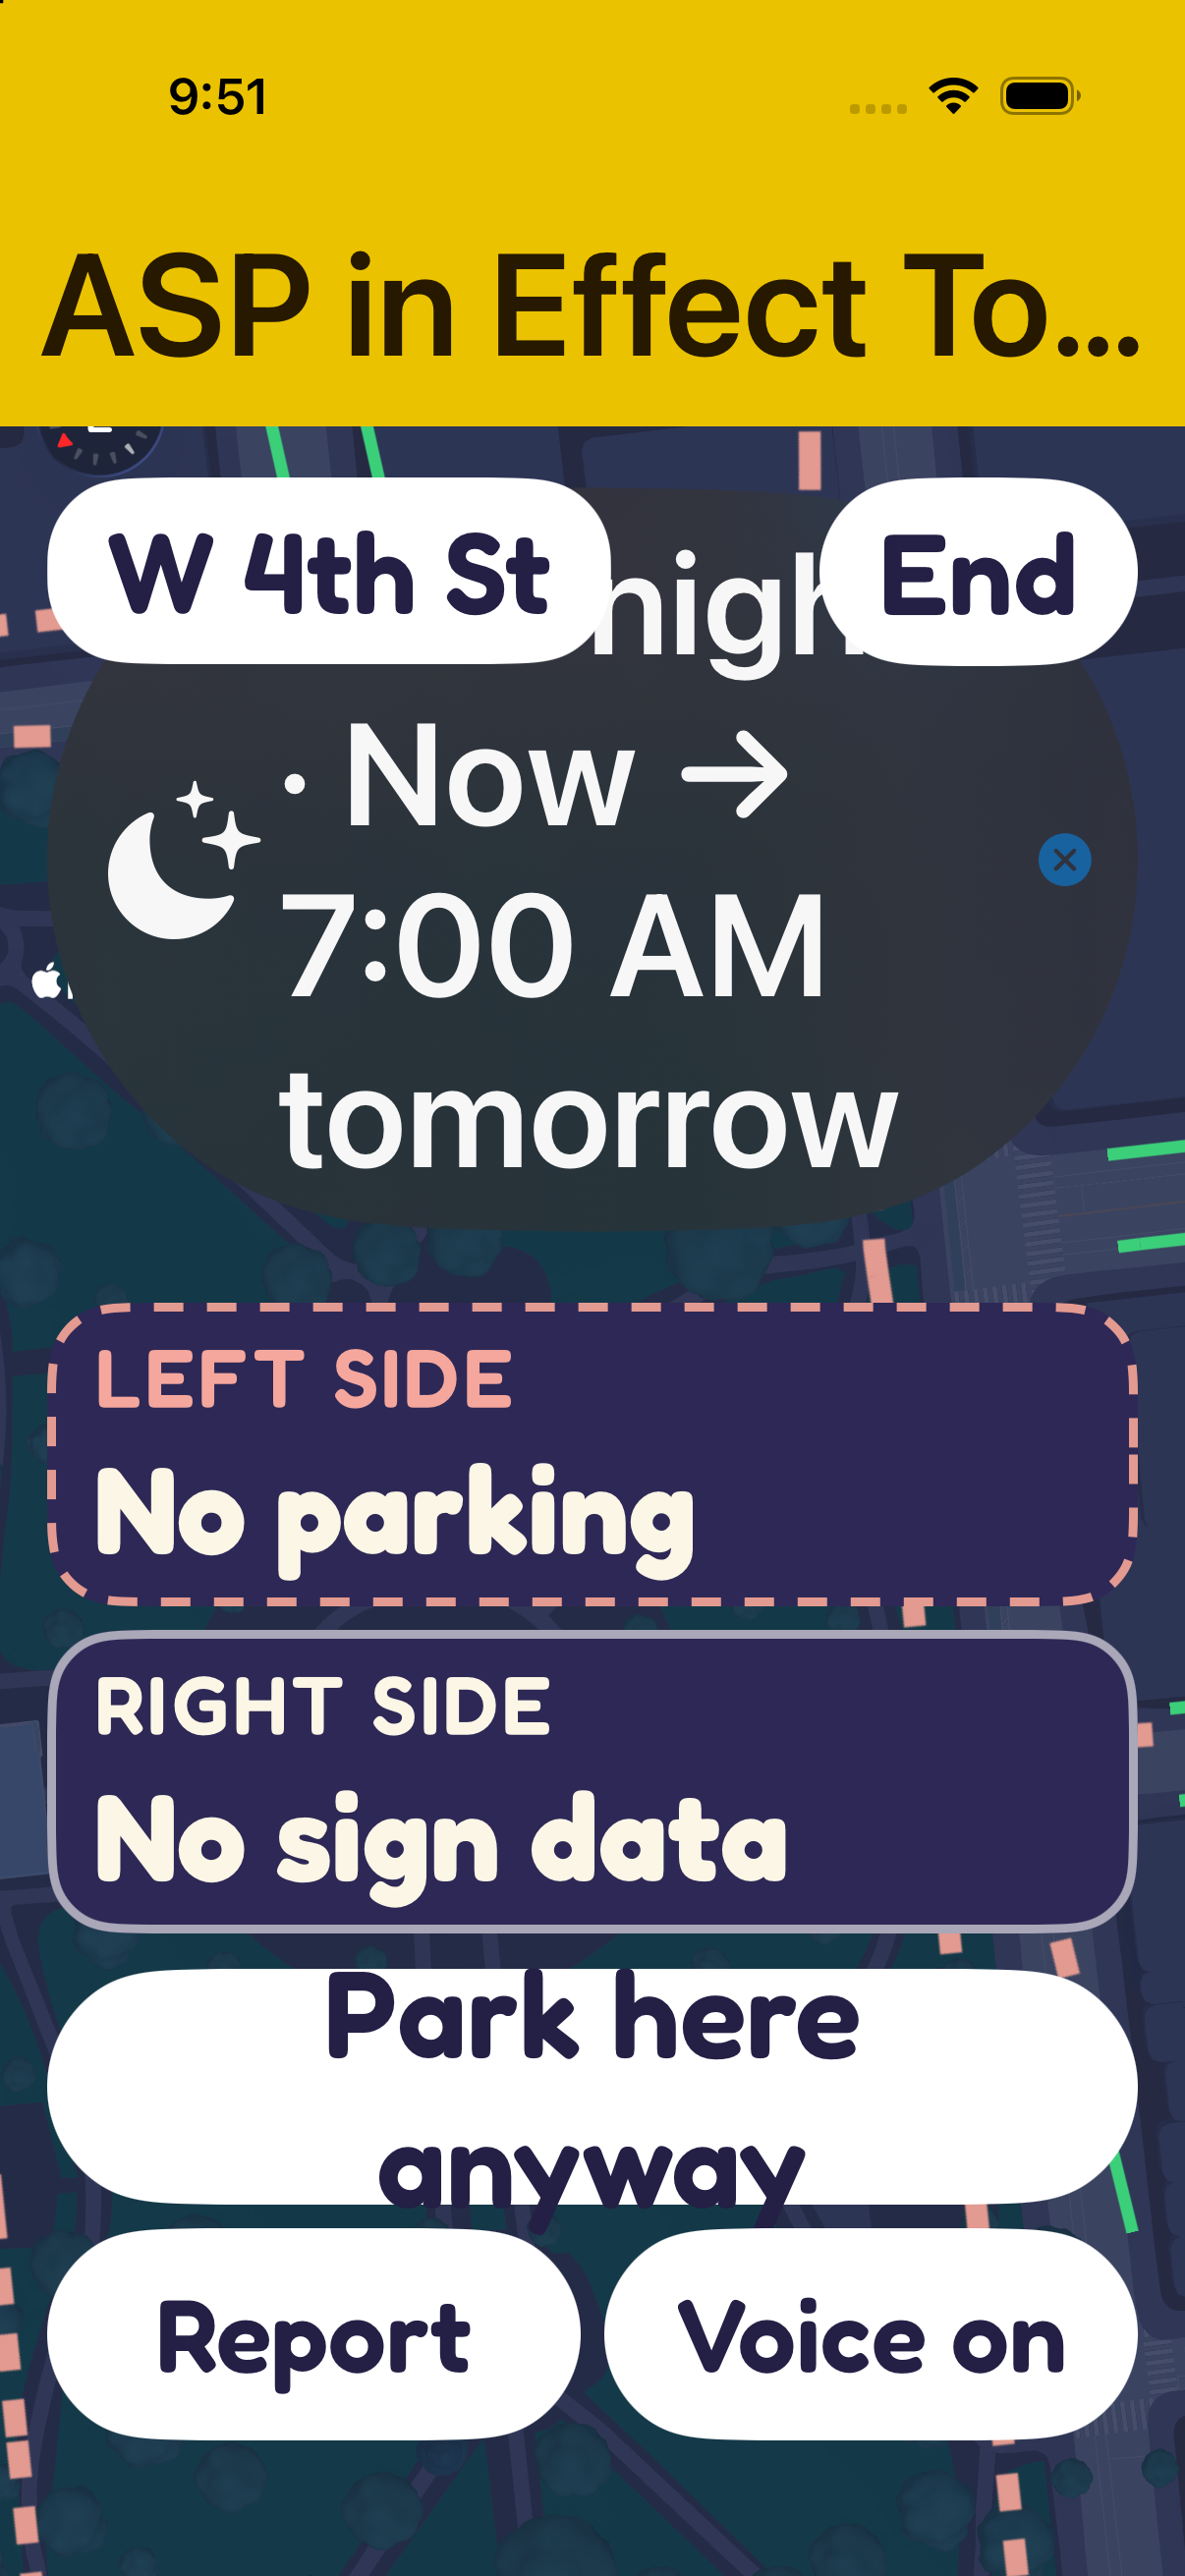 9:51
ASP in Effect To...
W 4th St
End
· Now →
7:00 AM
tomorrow
LEFT SIDE
No parking
RIGHT SIDE
No sign data
Park here
anyway
Report
Voice on